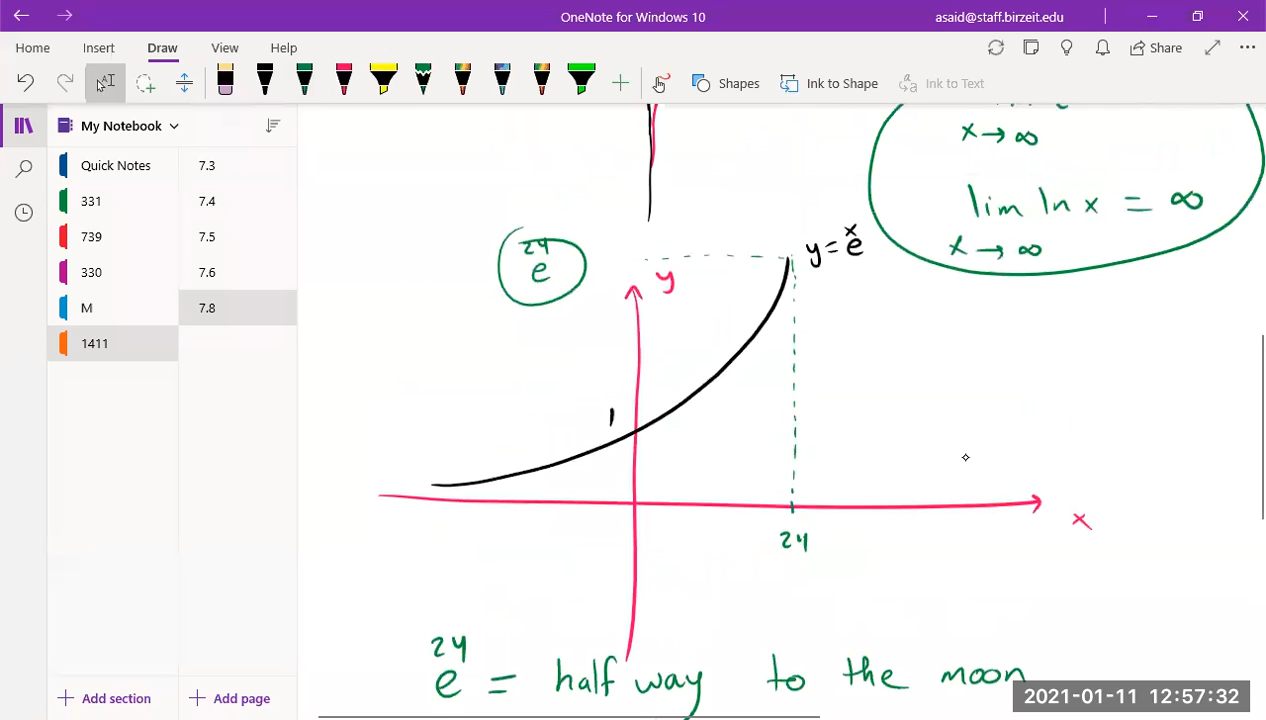 OneNote for Windows 10
asaid@staff.birzeit.edu
Home Insert Draw View Help
Share
Shapes
Ink to Shape
Ink to Text
My Notebook
Quick Notes
331
739
330
M
1411
7.3
7.4
7.5
7.6
7.8
Add section
Add page
x → ∞
lim ln x = ∞
x → ∞
e^24
y
y = e^x
1
24
x
e^24 = half way to the moon
2021-01-11 12:57:32